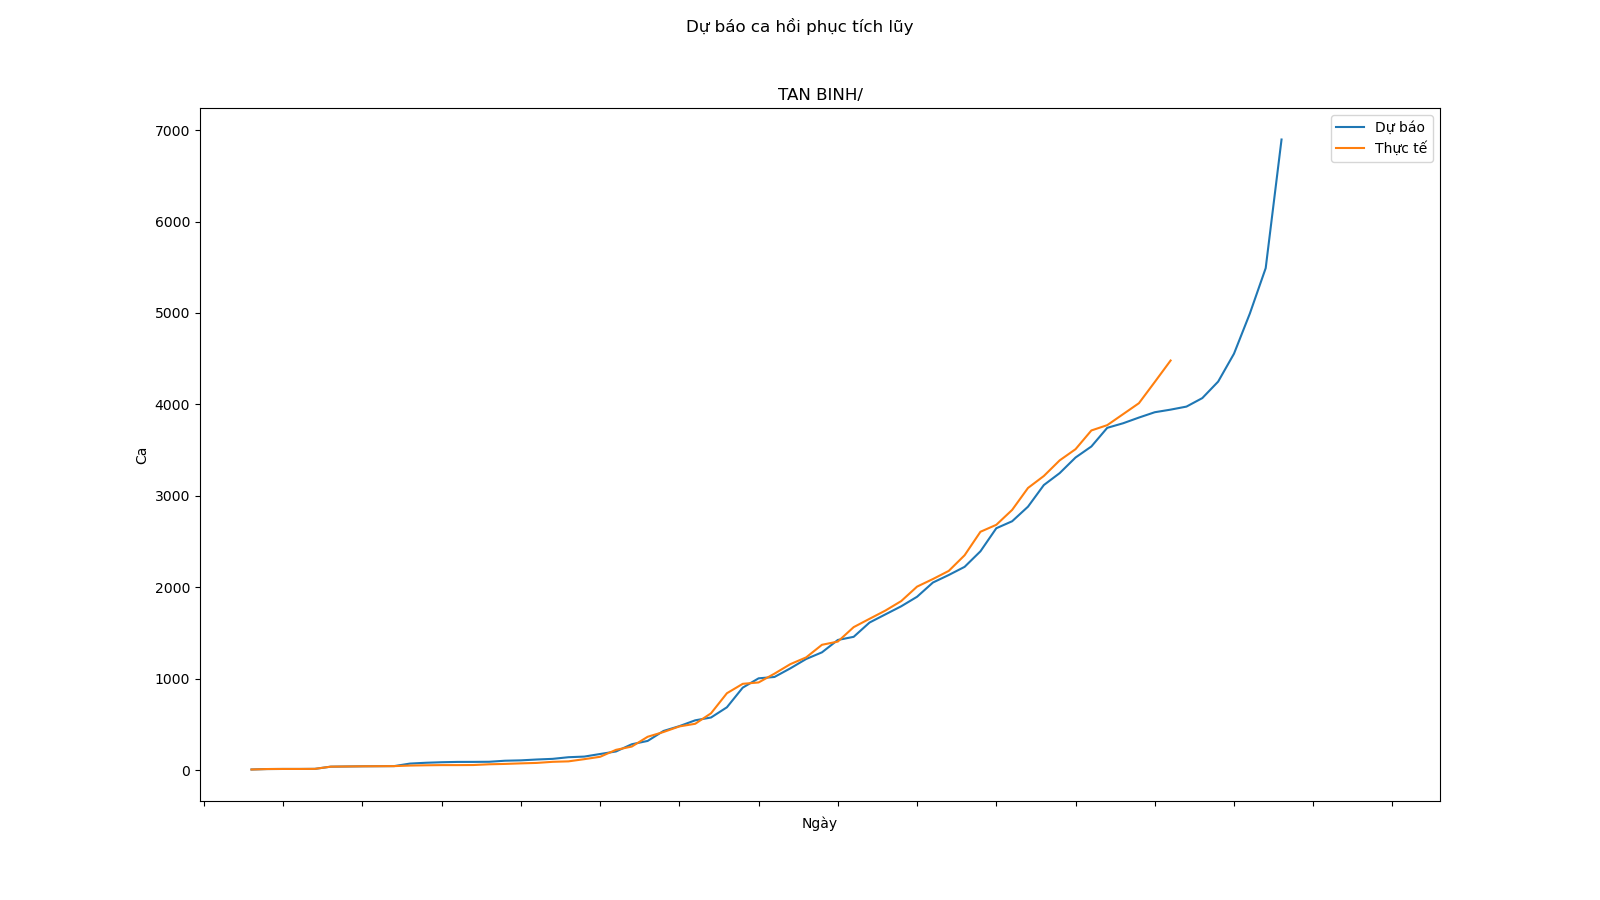 Dự báo ca hồi phục tích lũy
TAN BINH/
Dự báo
Thực tế
7000
6000
5000
4000
3000
2000
1000
0
Ca
Ngày